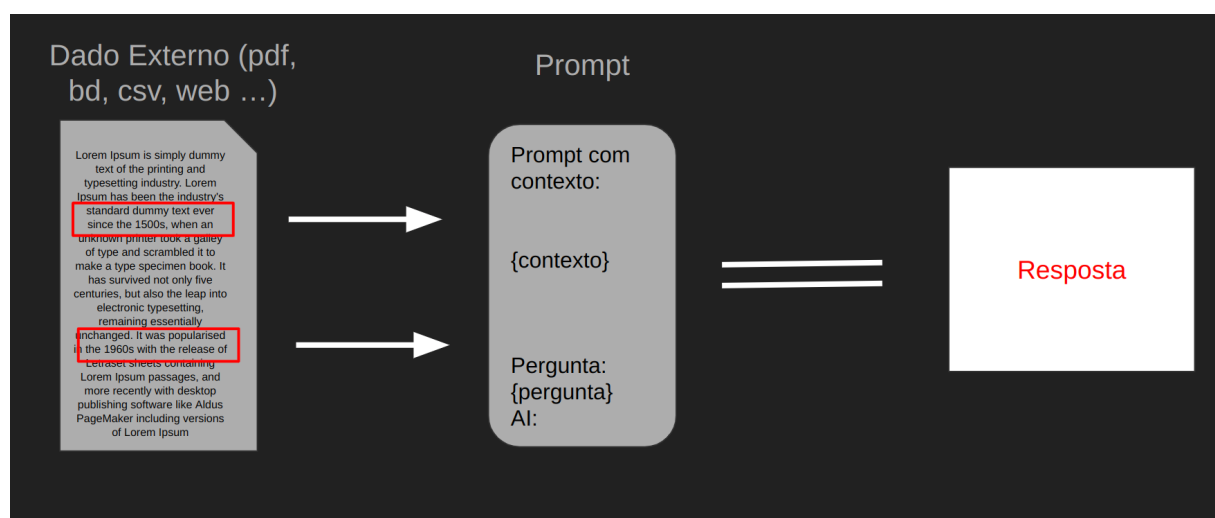 Dado Externo (pdf,
bd, csv, web …)
Lorem Ipsum is simply dummy
text of the printing and
typesetting industry. Lorem
Ipsum has been the industry's
standard dummy text ever
since the 1500s, when an
unknown printer took a galley
of type and scrambled it to
make a type specimen book. It
has survived not only five
centuries, but also the leap into
electronic typesetting,
remaining essentially
unchanged. It was popularised
in the 1960s with the release of
Letraset sheets containing
Lorem Ipsum passages, and
more recently with desktop
publishing software like Aldus
PageMaker including versions
of Lorem Ipsum
Prompt
Prompt com
contexto:
{contexto}
Pergunta:
{pergunta}
AI:
Resposta